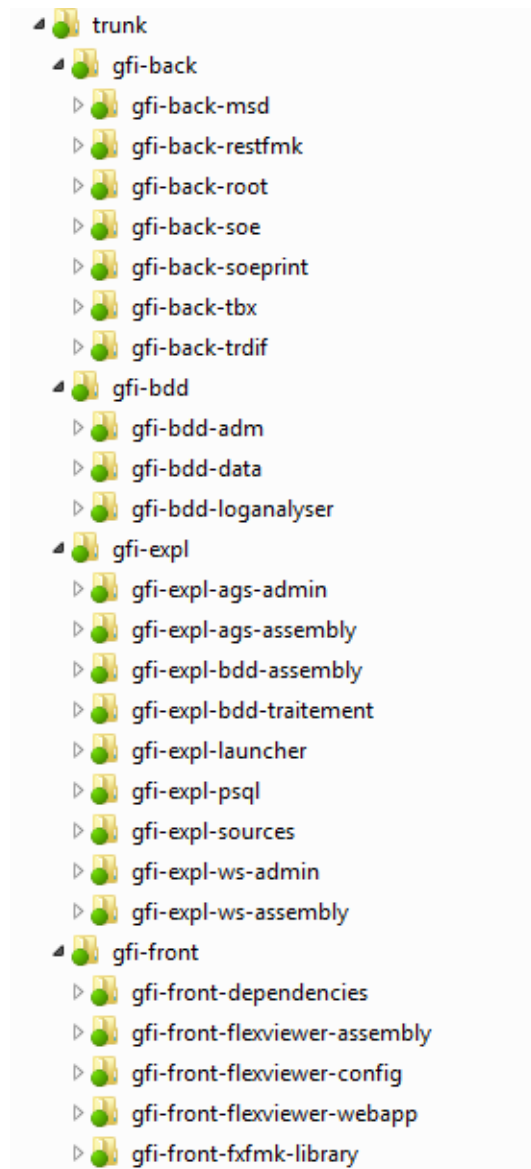 trunk
gfi-back
gfi-back-msd
gfi-back-restfmk
gfi-back-root
gfi-back-soe
gfi-back-soeprint
gfi-back-tbx
gfi-back-trdif
gfi-bdd
gfi-bdd-adm
gfi-bdd-data
gfi-bdd-loganalyser
gfi-expl
gfi-expl-ags-admin
gfi-expl-ags-assembly
gfi-expl-bdd-assembly
gfi-expl-bdd-traitement
gfi-expl-launcher
gfi-expl-psql
gfi-expl-sources
gfi-expl-ws-admin
gfi-expl-ws-assembly
gfi-front
gfi-front-dependencies
gfi-front-flexviewer-assembly
gfi-front-flexviewer-config
gfi-front-flexviewer-webapp
gfi-front-fxfmk-library